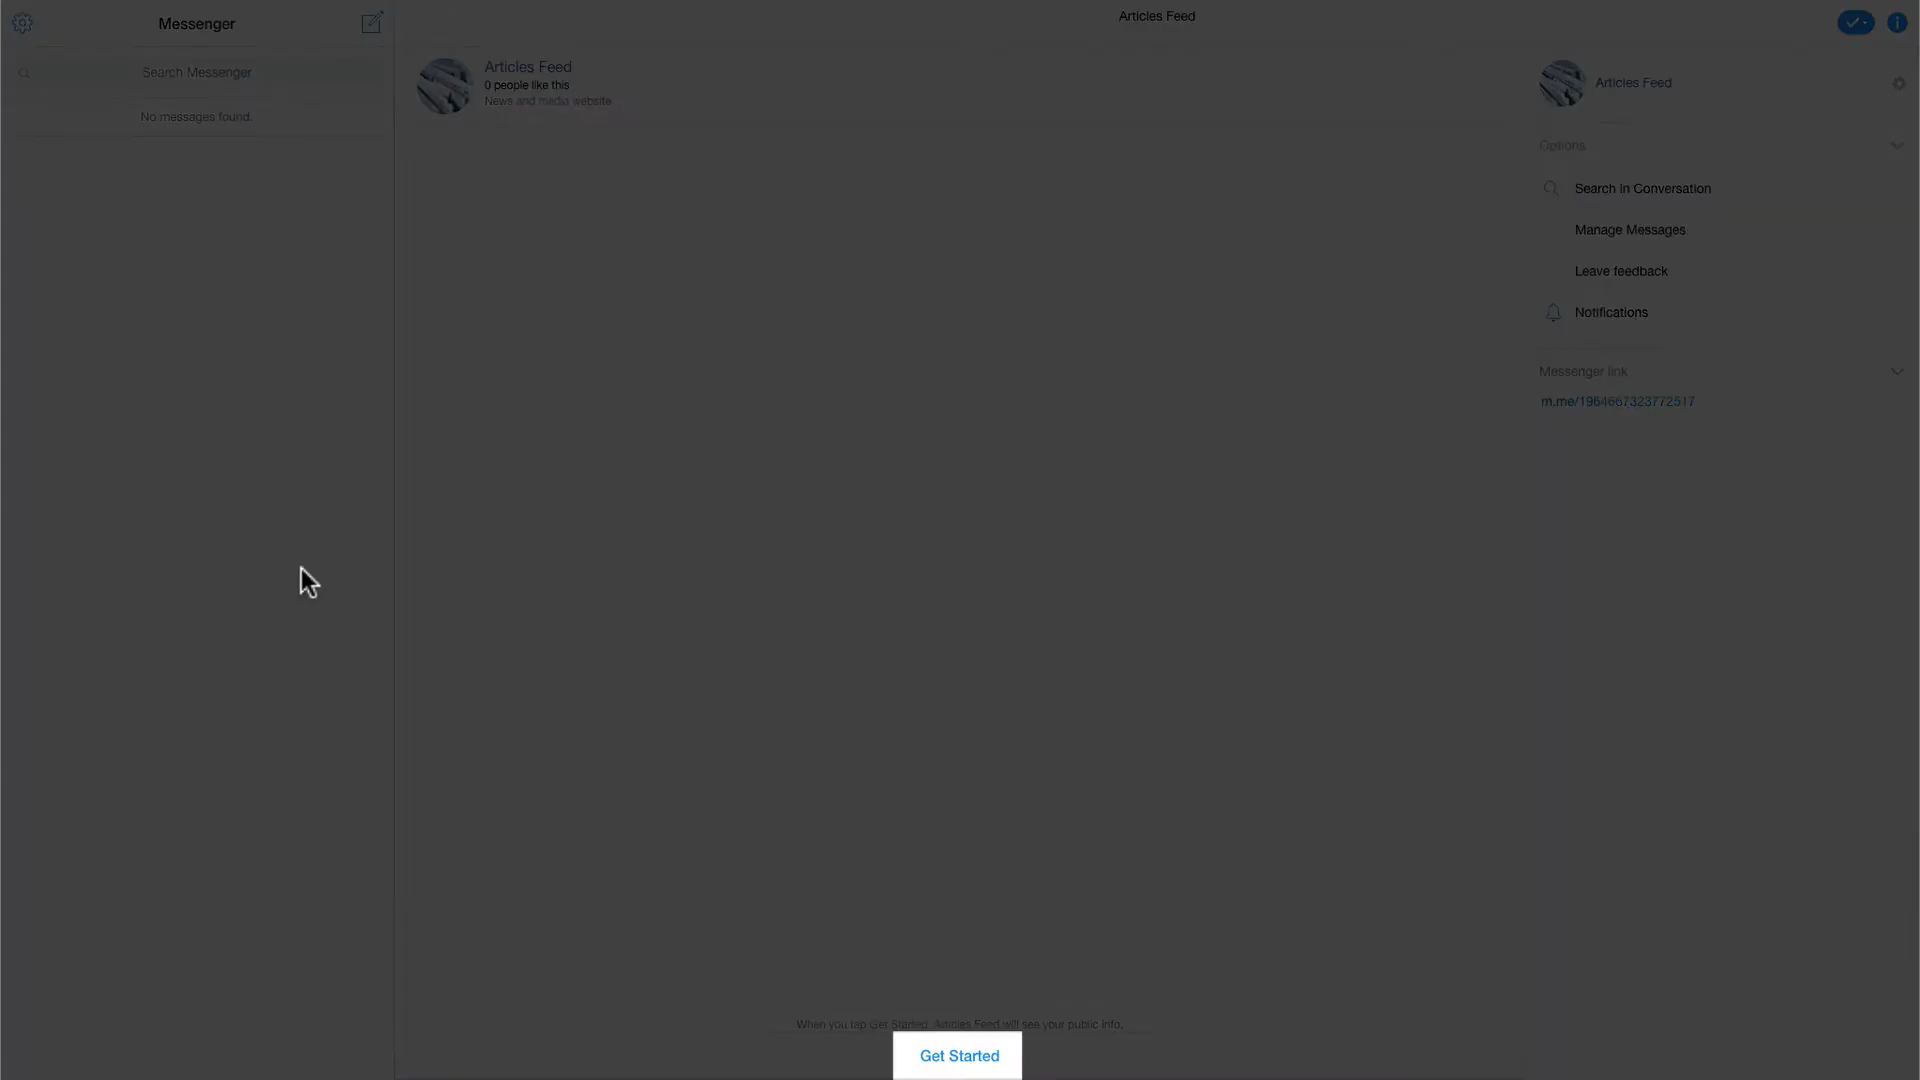 Messenger
Search Messenger
No messages found.
Articles Feed
Articles Feed
0 people like this
News and media website
Articles Feed
Options
Search in Conversation
Manage Messages
Leave feedback
Notifications
Messenger link
m.me/1964667323772517
When you tap Get Started, Articles Feed will see your public info.
Get Started